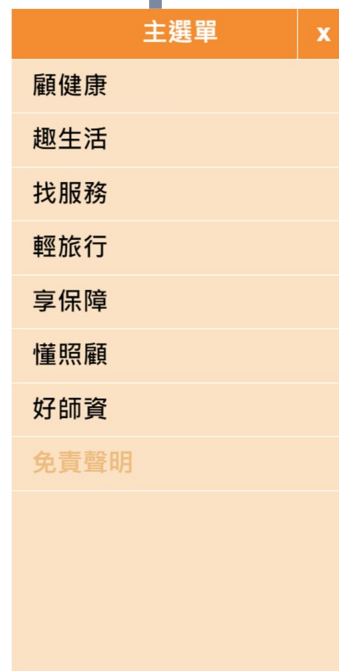 主選單 x
顧健康
趣生活
找服務
輕旅行
享保障
懂照顧
好師資
免責聲明